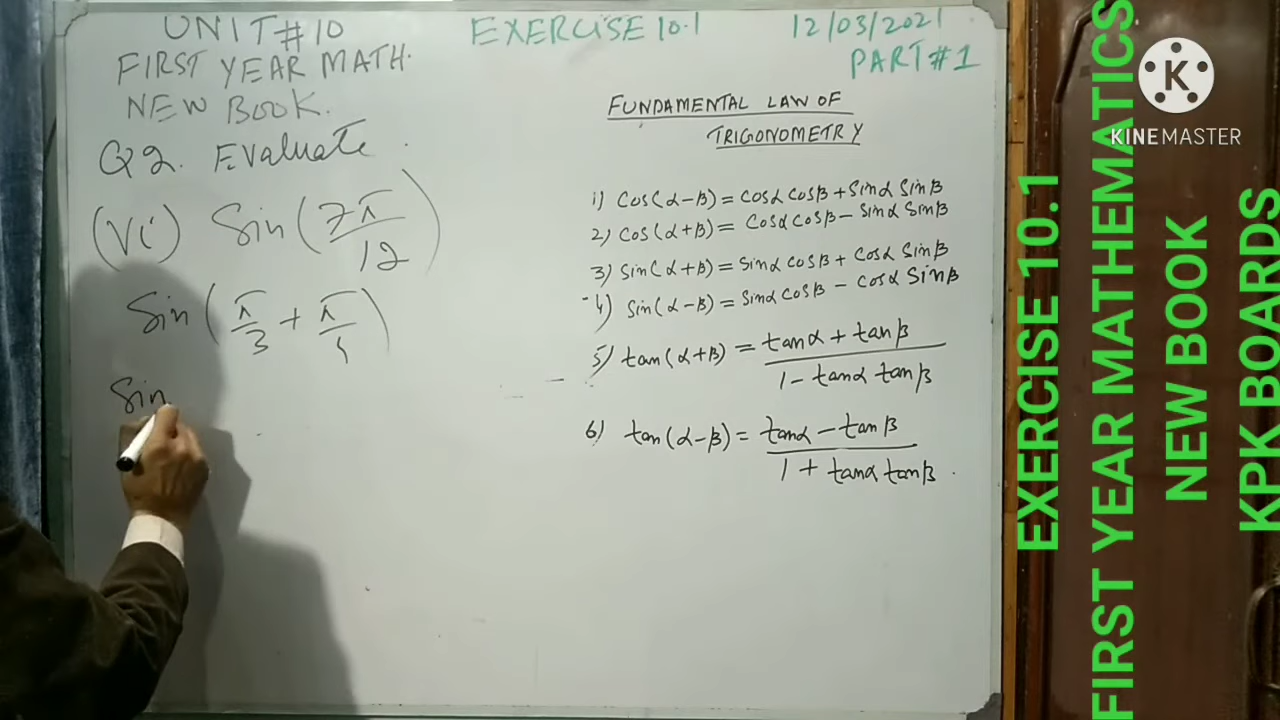 UNIT#10
FIRST YEAR MATH.
NEW BOOK.
EXERCISE 10.1
12/03/2021
PART#1
Q2. Evaluate.
(Vi) Sin(7π/12)
Sin(π/3 + π/4)
Sin
FUNDAMENTAL LAW OF
TRIGONOMETRY
1) Cos(α-β) = Cosα Cosβ + Sinα Sinβ
2) Cos(α+β) = Cosα Cosβ - Sinα Sinβ
3) Sin(α+β) = Sinα Cosβ + Cosα Sinβ
4) Sin(α-β) = Sinα Cosβ - Cosα Sinβ
5) tan(α+β) = tanα + tanβ / 1 - tanα tanβ
6) tan(α-β) = tanα - tanβ / 1 + tanα tanβ.
K
KINEMASTER
EXERCISE 10.1
FIRST YEAR MATHEMATICS
NEW BOOK
KPK BOARDS